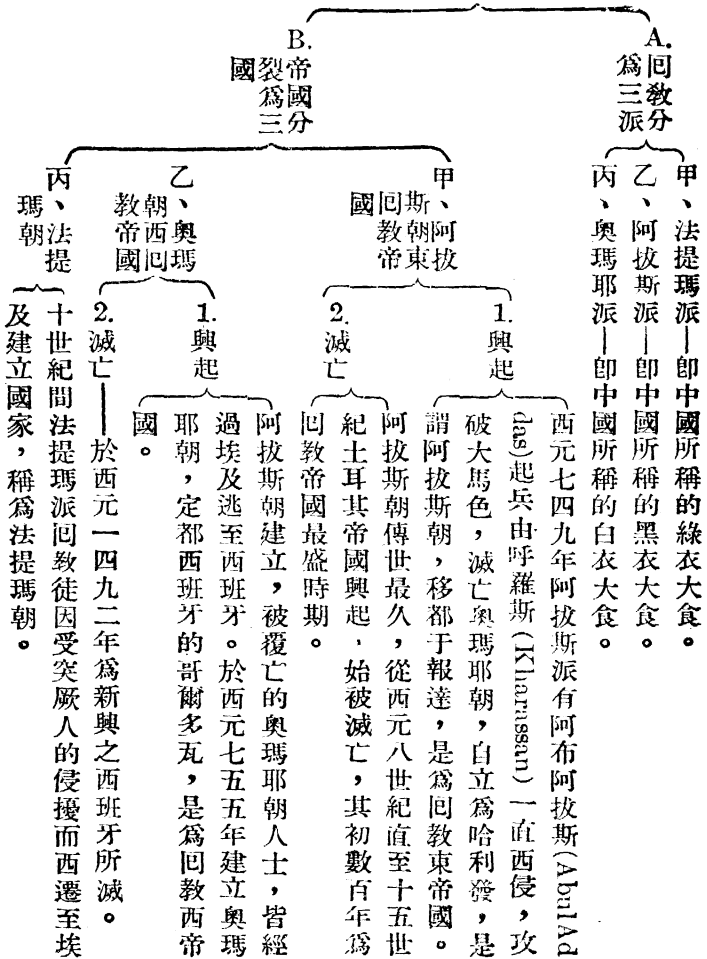 A.回教分
爲三派
甲、法提瑪派—卽中國所稱的綠衣大食。
乙、阿拔斯派—卽中國所稱的黑衣大食。
丙、奧瑪耶派—卽中國所稱的白衣大食。
B.帝國分
裂爲三
國
甲、阿拔
斯朝東
回教帝
國
1.興起
西元七四九年阿拔斯派有阿布阿拔斯(AbulAd
das)起兵由呼羅斯(Kharassan)一直西侵，攻
破大馬色，滅亡奧瑪耶朝，自立爲哈利發，是
謂阿拔斯朝，移都于報達，是爲回教東帝國。
2.滅亡
阿拔斯朝傳世最久，從西元八世紀直至十五世
紀土耳其帝國興起，始被滅亡，其初數百年爲
回教帝國最盛時期。
乙、奧瑪
朝西回
教帝國
1.興起
阿拔斯朝建立，被覆亡的奧瑪耶朝人士，皆經
過埃及逃至西班牙。於西元七五五年建立奧瑪
耶朝，定都西班牙的哥爾多瓦，是爲回教西帝
國。
2.滅亡——於西元一四九二年爲新興之西班牙所滅。
丙、法提
瑪朝
十世紀間法提瑪派回教徒因受突厥人的侵擾而西遷至埃
及建立國家，稱爲法提瑪朝。